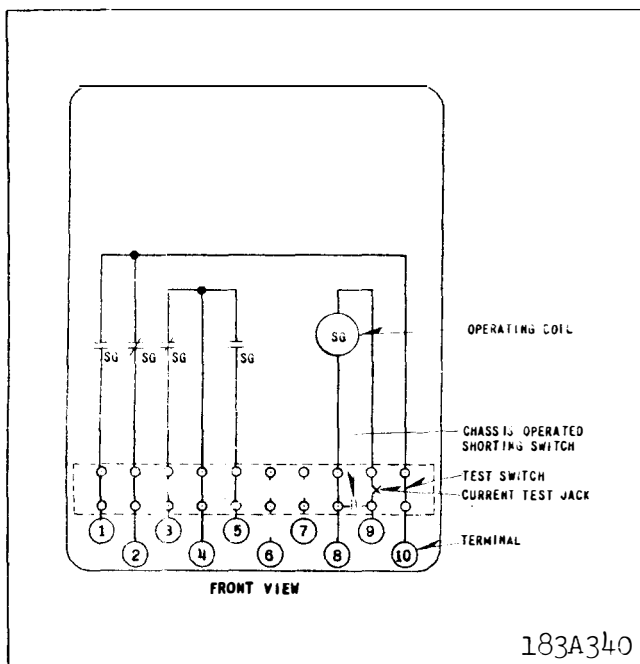 SG
SG
SG
SG
SG
OPERATING COIL
CHASSIS OPERATED
SHORTING SWITCH
TEST SWITCH
CURRENT TEST JACK
1
3
5
7
9
TERMINAL
2
4
6
8
10
FRONT VIEW
183A340